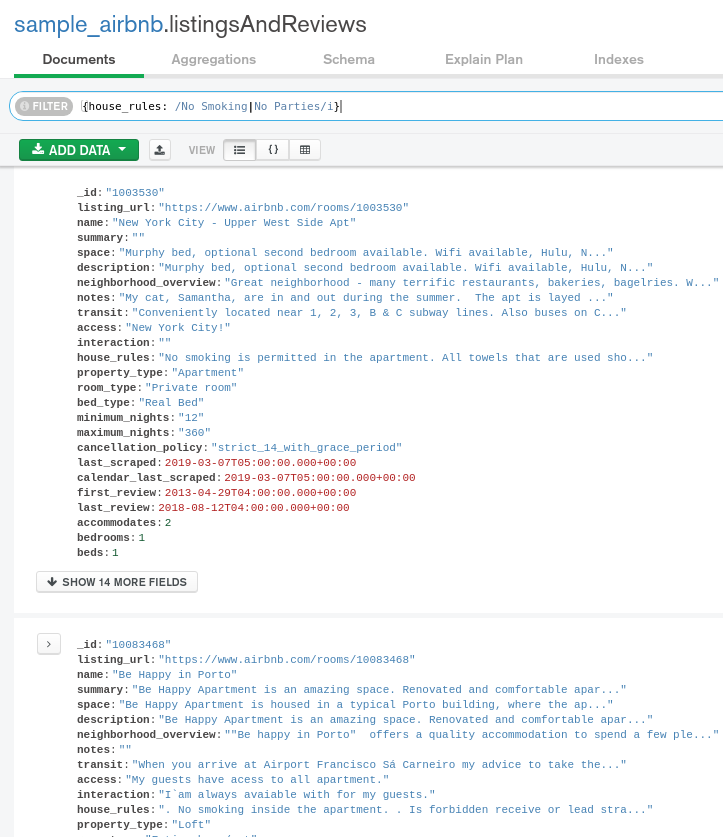 sample_airbnb.listingsAndReviews
Documents Aggregations Schema Explain Plan Indexes
FILTER {house_rules: /No Smoking|No Parties/i}
ADD DATA VIEW {}
_id: "1003530"
listing_url: "https://www.airbnb.com/rooms/1003530"
name: "New York City - Upper West Side Apt"
summary: ""
space: "Murphy bed, optional second bedroom available. Wifi available, Hulu, N..."
description: "Murphy bed, optional second bedroom available. Wifi available, Hulu, N..."
neighborhood_overview: "Great neighborhood - many terrific restaurants, bakeries, bagelries. W..."
notes: "My cat, Samantha, are in and out during the summer.  The apt is layed ..."
transit: "Conveniently located near 1, 2, 3, B & C subway lines. Also buses on C..."
access: "New York City!"
interaction: ""
house_rules: "No smoking is permitted in the apartment. All towels that are used sho..."
property_type: "Apartment"
room_type: "Private room"
bed_type: "Real Bed"
minimum_nights: "12"
maximum_nights: "360"
cancellation_policy: "strict_14_with_grace_period"
last_scraped: 2019-03-07T05:00:00.000+00:00
calendar_last_scraped: 2019-03-07T05:00:00.000+00:00
first_review: 2013-04-29T04:00:00.000+00:00
last_review: 2018-08-12T04:00:00.000+00:00
accommodates: 2
bedrooms: 1
beds: 1
SHOW 14 MORE FIELDS
_id: "10083468"
listing_url: "https://www.airbnb.com/rooms/10083468"
name: "Be Happy in Porto"
summary: "Be Happy Apartment is an amazing space. Renovated and comfortable apar..."
space: "Be Happy Apartment is housed in a typical Porto building, where the ap..."
description: "Be Happy Apartment is an amazing space. Renovated and comfortable apar..."
neighborhood_overview: ""Be happy in Porto"  offers a quality accommodation to spend a few ple..."
notes: ""
transit: "When you arrive at Airport Francisco Sá Carneiro my advice to take the..."
access: "My guests have acess to all apartment."
interaction: "I`am always avaiable with for my guests."
house_rules: ". No smoking inside the apartment. . Is forbidden receive or lead stra..."
property_type: "Loft"